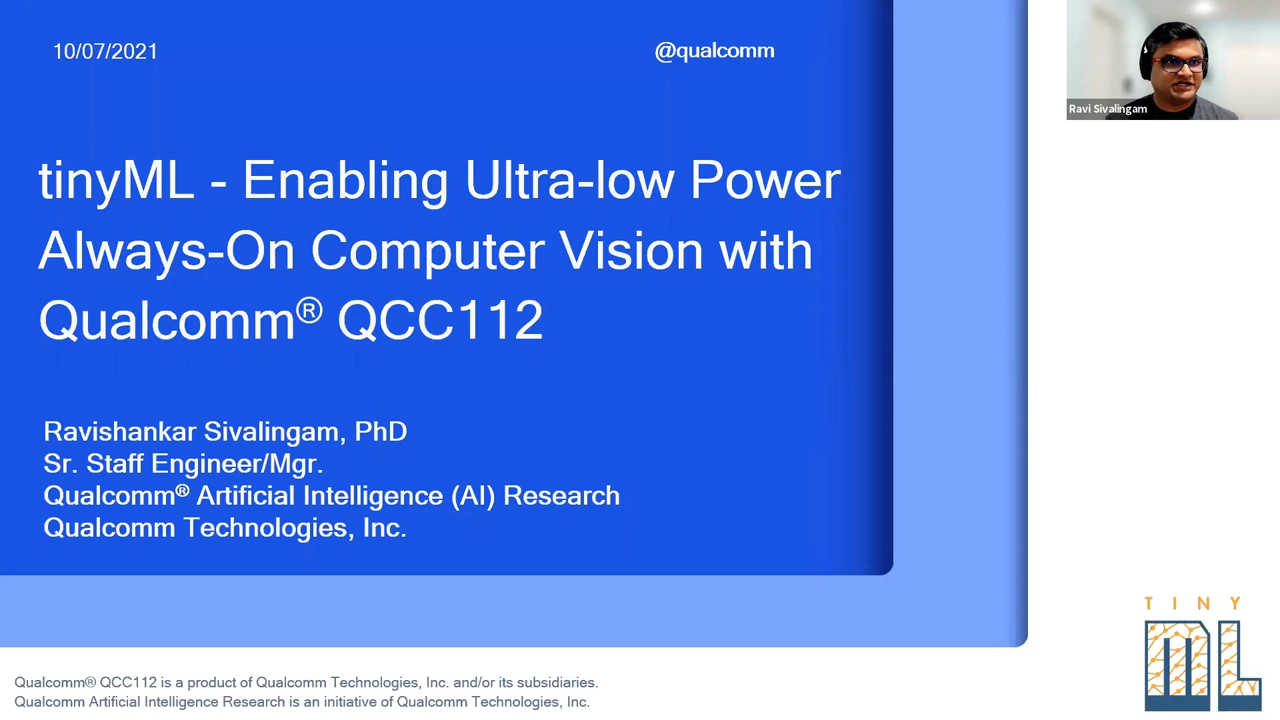 10/07/2021
@qualcomm
Ravi Sivalingam
tinyML - Enabling Ultra-low Power
Always-On Computer Vision with
Qualcomm® QCC112
Ravishankar Sivalingam, PhD
Sr. Staff Engineer/Mgr.
Qualcomm® Artificial Intelligence (AI) Research
Qualcomm Technologies, Inc.
TINY
ML
Qualcomm® QCC112 is a product of Qualcomm Technologies, Inc. and/or its subsidiaries.
Qualcomm Artificial Intelligence Research is an initiative of Qualcomm Technologies, Inc.